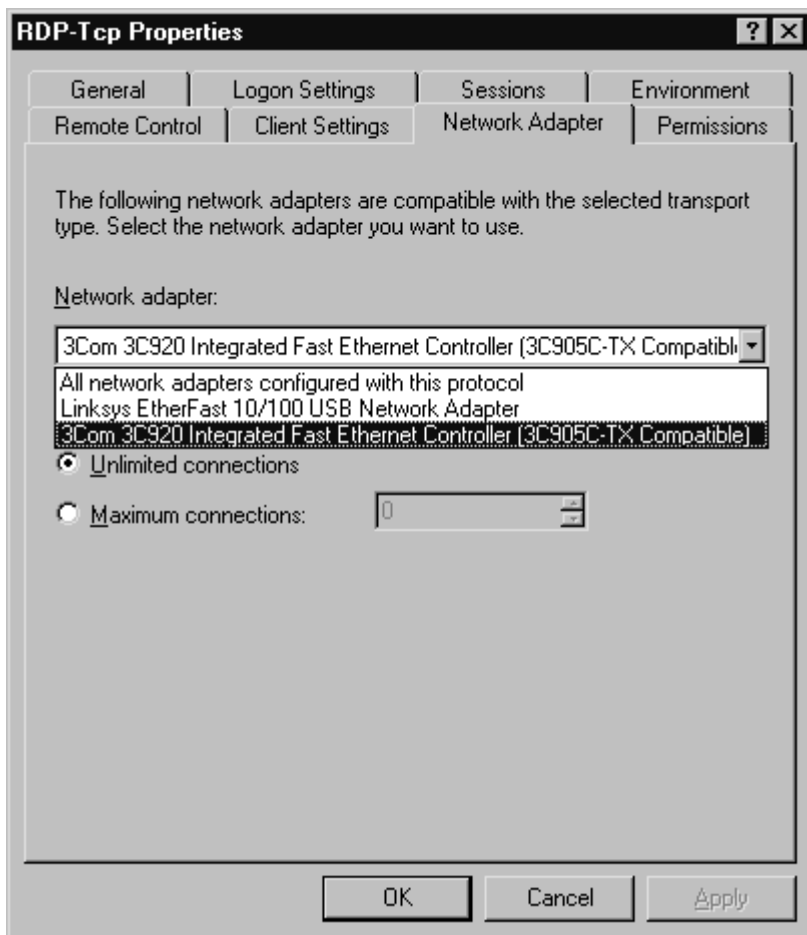 RDP-Tcp Properties
General
Logon Settings
Sessions
Environment
Remote Control
Client Settings
Network Adapter
Permissions
The following network adapters are compatible with the selected transport
type. Select the network adapter you want to use.
Network adapter:
3Com 3C920 Integrated Fast Ethernet Controller (3C905C-TX Compatibl
All network adapters configured with this protocol
Linksys EtherFast 10/100 USB Network Adapter
3Com 3C920 Integrated Fast Ethernet Controller (3C905C-TX Compatible)
Unlimited connections
Maximum connections:
0
OK
Cancel
Apply